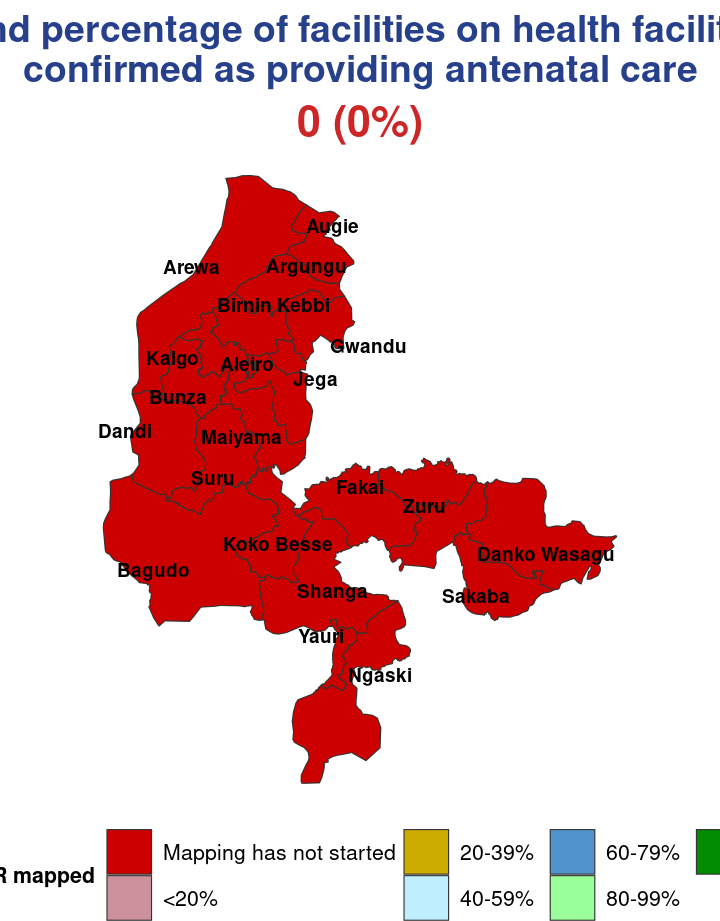 nd percentage of facilities on health facilit
confirmed as providing antenatal care
0 (0%)
Augie
Arewa
Argungu
Birnin Kebbi
Gwandu
Kalgo
Aleiro
Jega
Bunza
Dandi
Maiyama
Suru
Fakai
Zuru
Koko Besse
Danko Wasagu
Bagudo
Shanga
Sakaba
Yauri
Ngaski
R mapped
Mapping has not started
20-39%
60-79%
<20%
40-59%
80-99%